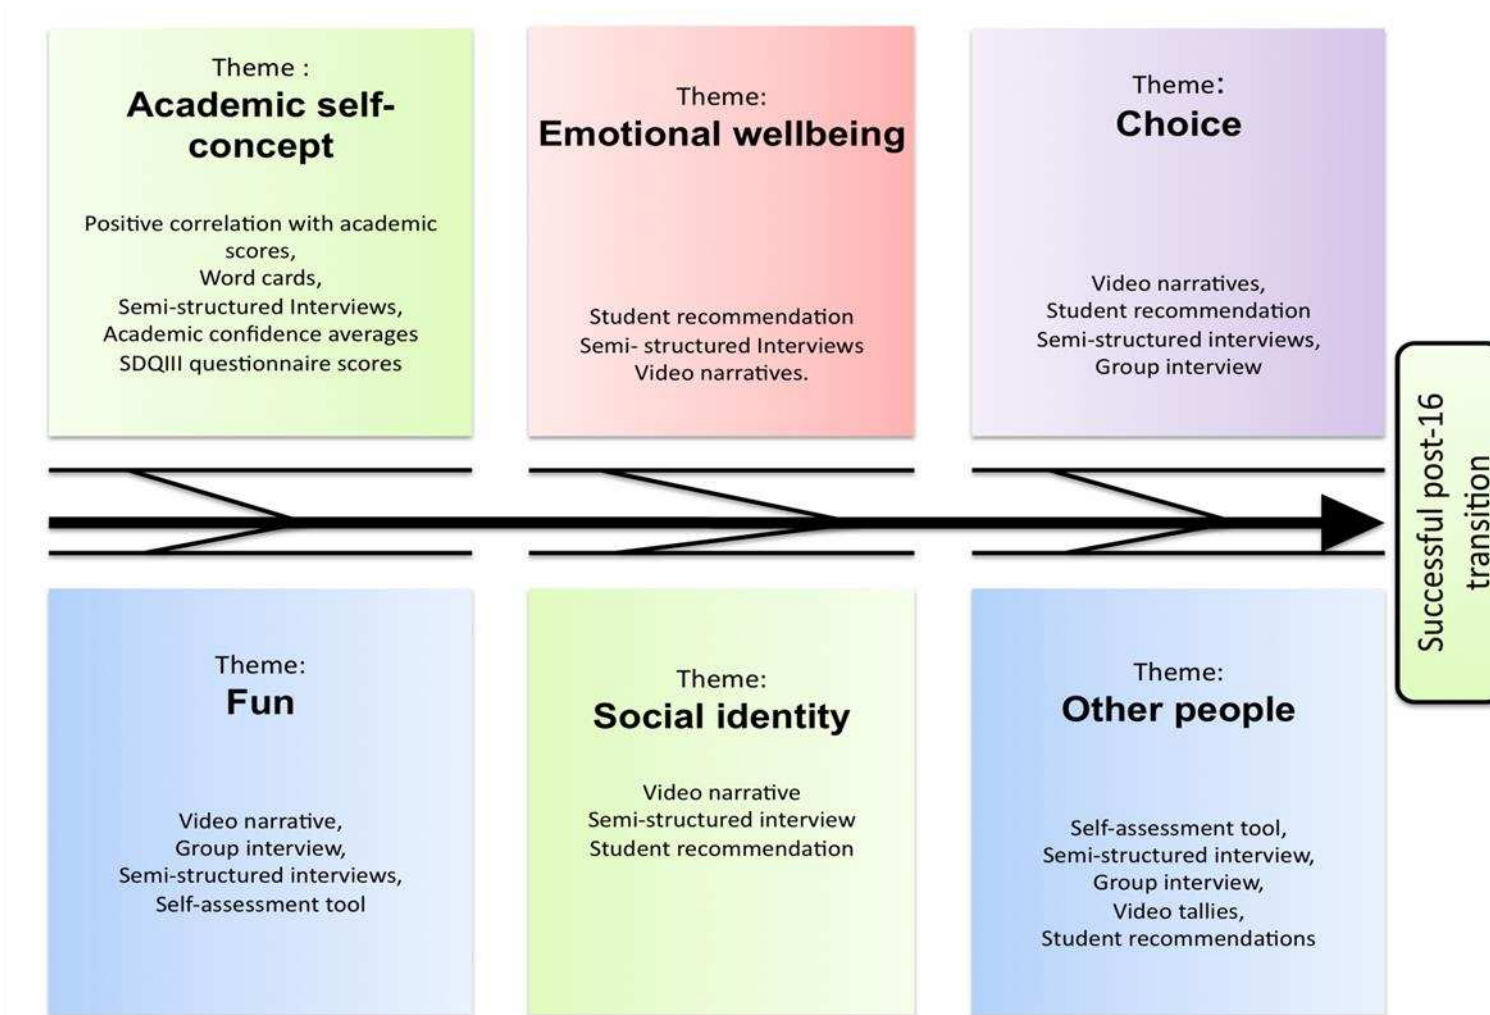 Theme :
Academic self-
concept
Positive correlation with academic
scores,
Word cards,
Semi-structured Interviews,
Academic confidence averages
SDQIII questionnaire scores
Theme:
Emotional wellbeing
Student recommendation
Semi- structured Interviews
Video narratives.
Theme:
Choice
Video narratives,
Student recommendation
Semi-structured interviews,
Group interview
Successful post-16
transition
Theme:
Fun
Video narrative,
Group interview,
Semi-structured interviews,
Self-assessment tool
Theme:
Social identity
Video narrative
Semi-structured interview
Student recommendation
Theme:
Other people
Self-assessment tool,
Semi-structured interview,
Group interview,
Video tallies,
Student recommendations